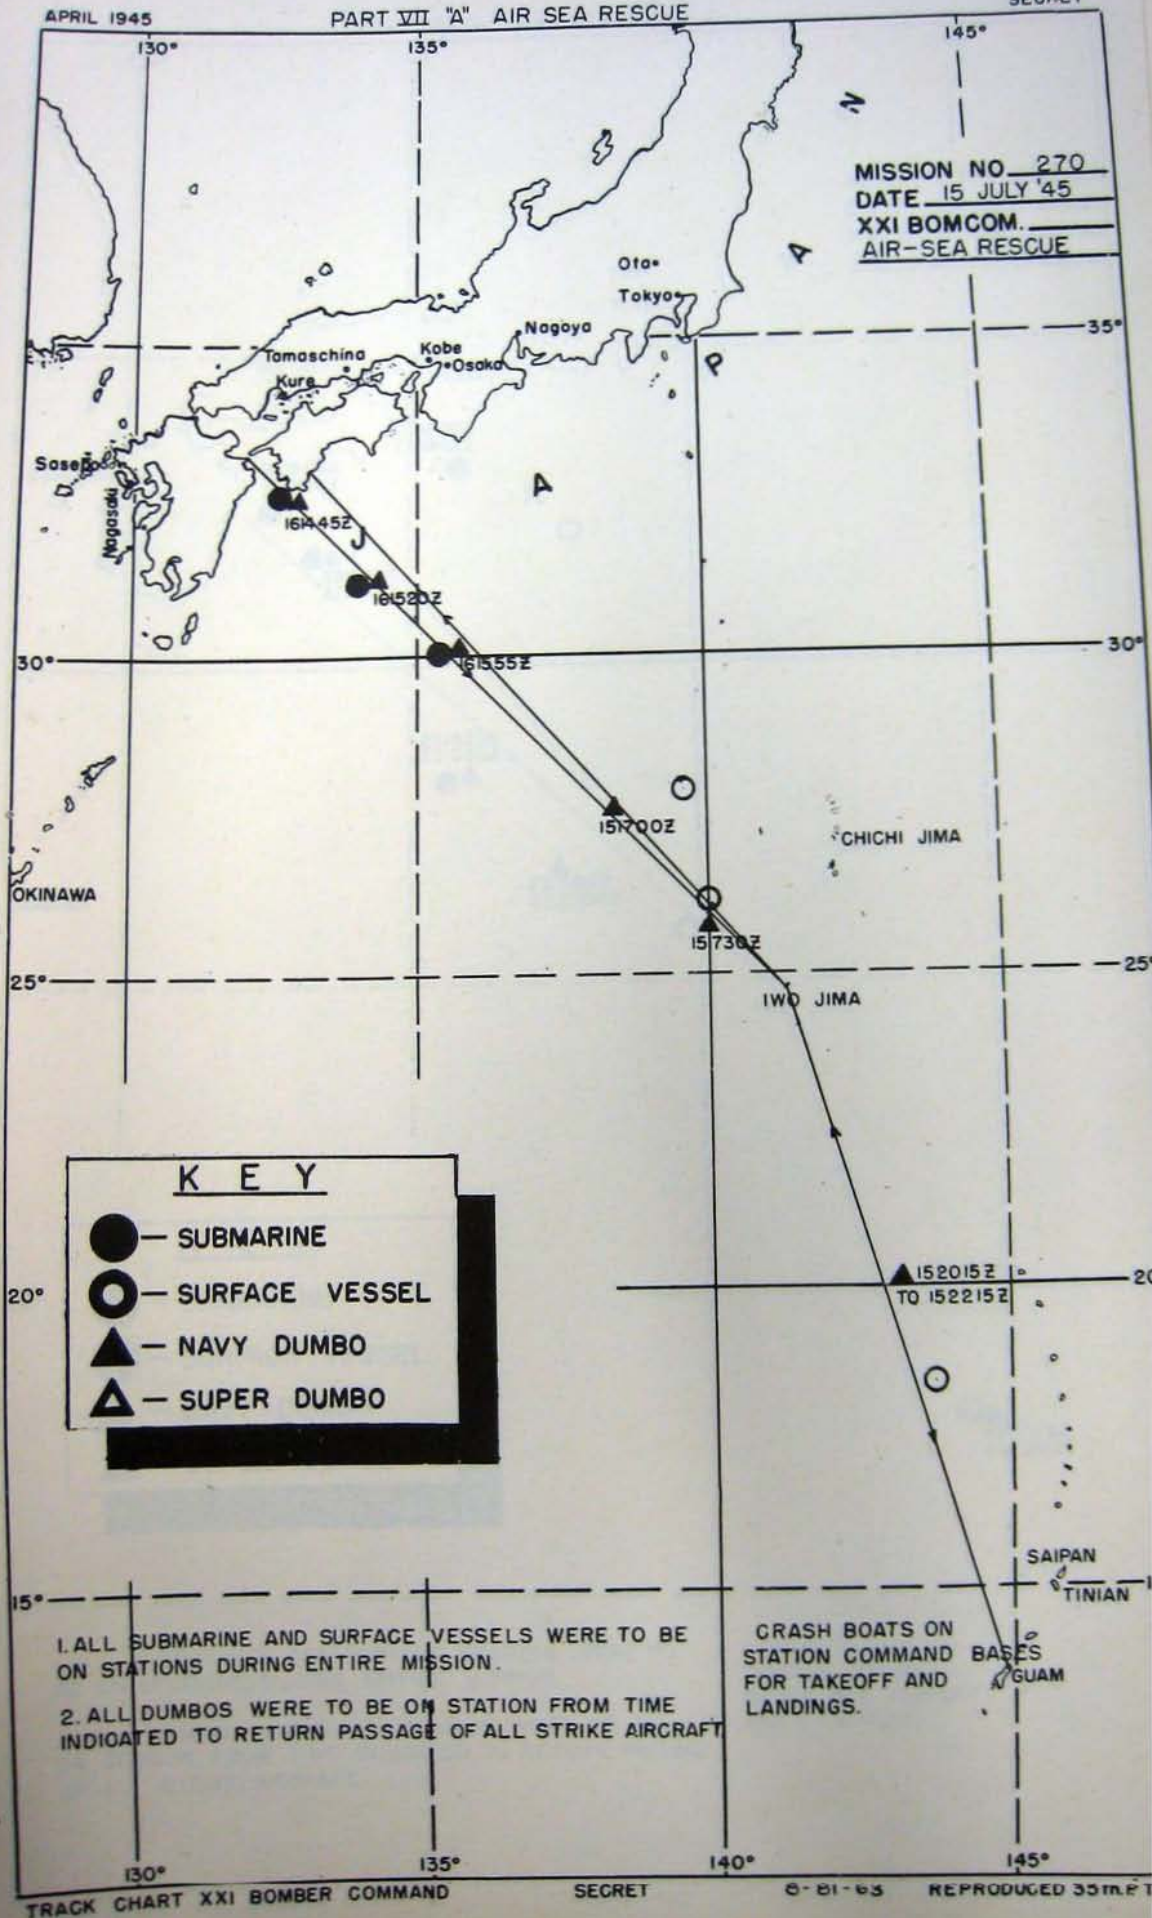 APRIL 1945
PART VII "A" AIR SEA RESCUE
SECRET
130°
135°
145°
MISSION NO 270
DATE 15 JULY '45
XXI BOMCOM.
AIR-SEA RESCUE
N
A
P
A
J
Ota
Tokyo
35°
Nagoya
Kobe
Osaka
Tamaschina
Kure
Sasepo
Nagasaki
161445Z
161520Z
161555Z
30°
30°
151700Z
CHICHI JIMA
OKINAWA
151730Z
25°
25°
IWO JIMA
KEY
SUBMARINE
SURFACE VESSEL
NAVY DUMBO
SUPER DUMBO
20°
152015Z
TO 152215Z
20
SAIPAN
TINIAN
15°
1
1. ALL SUBMARINE AND SURFACE VESSELS WERE TO BE
ON STATIONS DURING ENTIRE MISSION.
2. ALL DUMBOS WERE TO BE ON STATION FROM TIME
INDICATED TO RETURN PASSAGE OF ALL STRIKE AIRCRAFT
CRASH BOATS ON
STATION COMMAND BASES
FOR TAKEOFF AND
LANDINGS.
GUAM
130°
135°
140°
145°
TRACK CHART XXI BOMBER COMMAND
SECRET
REPRODUCED 35